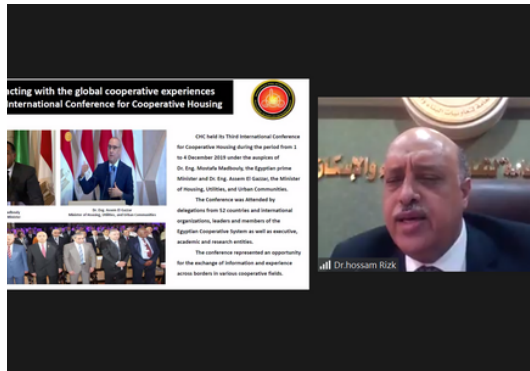 acting with the global cooperative experiences
International Conference for Cooperative Housing
CHC held its Third International Conference
for Cooperative Housing during the period from 1
to 4 December 2019 under the auspices of
Dr. Eng. Mostafa Madbouly, the Egyptian prime
Minister and Dr. Eng. Assem El Gazzar, the Minister
of Housing, Utilities, and Urban Communities.
The Conference was Attended by
delegations from 52 countries and international
organizations, leaders and members of the
Egyptian Cooperative System as well as executive,
academic and research entities.
The conference represented an opportunity
for the exchange of information and experience
across borders in various cooperative fields.
Dr. Eng. Assem El Gazzar
Minister of Housing, Utilities, and Urban Communities
Dr.hossam Rizk